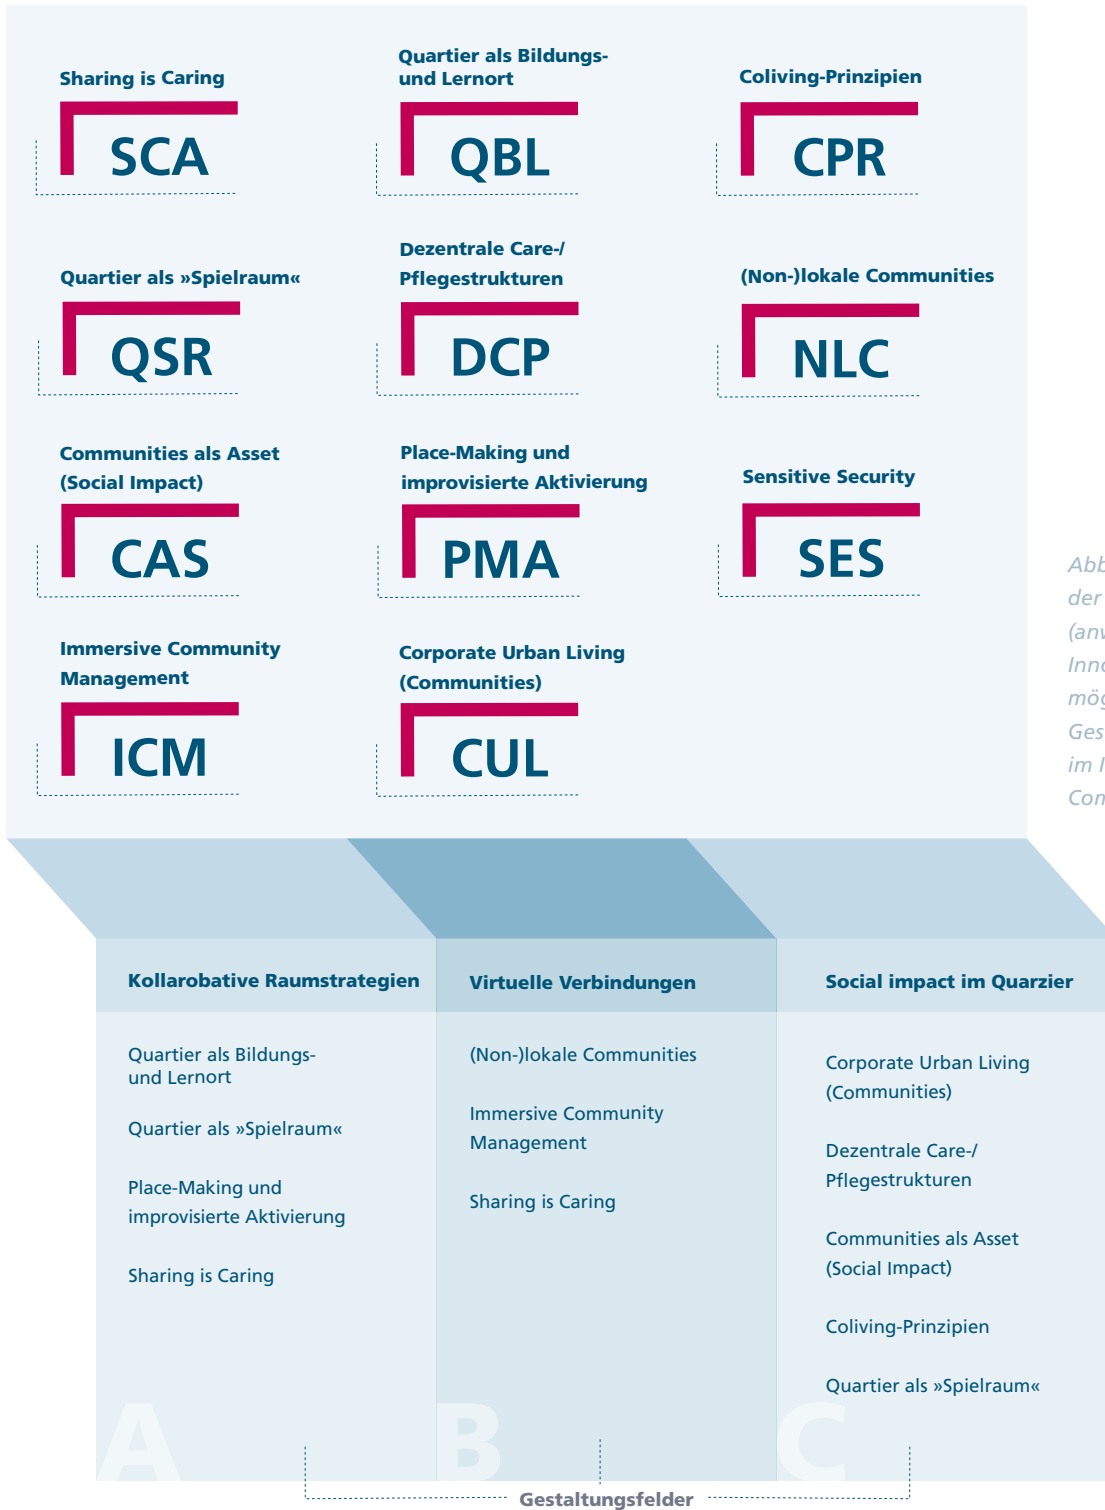 Sharing is Caring
SCA
Quartier als Bildungs-
und Lernort
QBL
Coliving-Prinzipien
CPR
Quartier als »Spielraum«
QSR
Dezentrale Care-/
Pflegestrukturen
DCP
(Non-)lokale Communities
NLC
Communities als Asset
(Social Impact)
CAS
Place-Making und
improvisierte Aktivierung
PMA
Sensitive Security
SES
Immersive Community
Management
ICM
Corporate Urban Living
(Communities)
CUL
der
Kollarobative Raumstrategien
Quartier als Bildungs-
und Lernort
Quartier als »Spielraum«
Place-Making und
improvisierte Aktivierung
Sharing is Caring
A
Virtuelle Verbindungen
(Non-)lokale Communities
Immersive Community
Management
Sharing is Caring
B
Social impact im Quarzier
Corporate Urban Living
(Communities)
Dezentrale Care-/
Pflegestrukturen
Communities als Asset
(Social Impact)
Coliving-Prinzipien
Quartier als »Spielraum«
C
Gestaltungsfelder